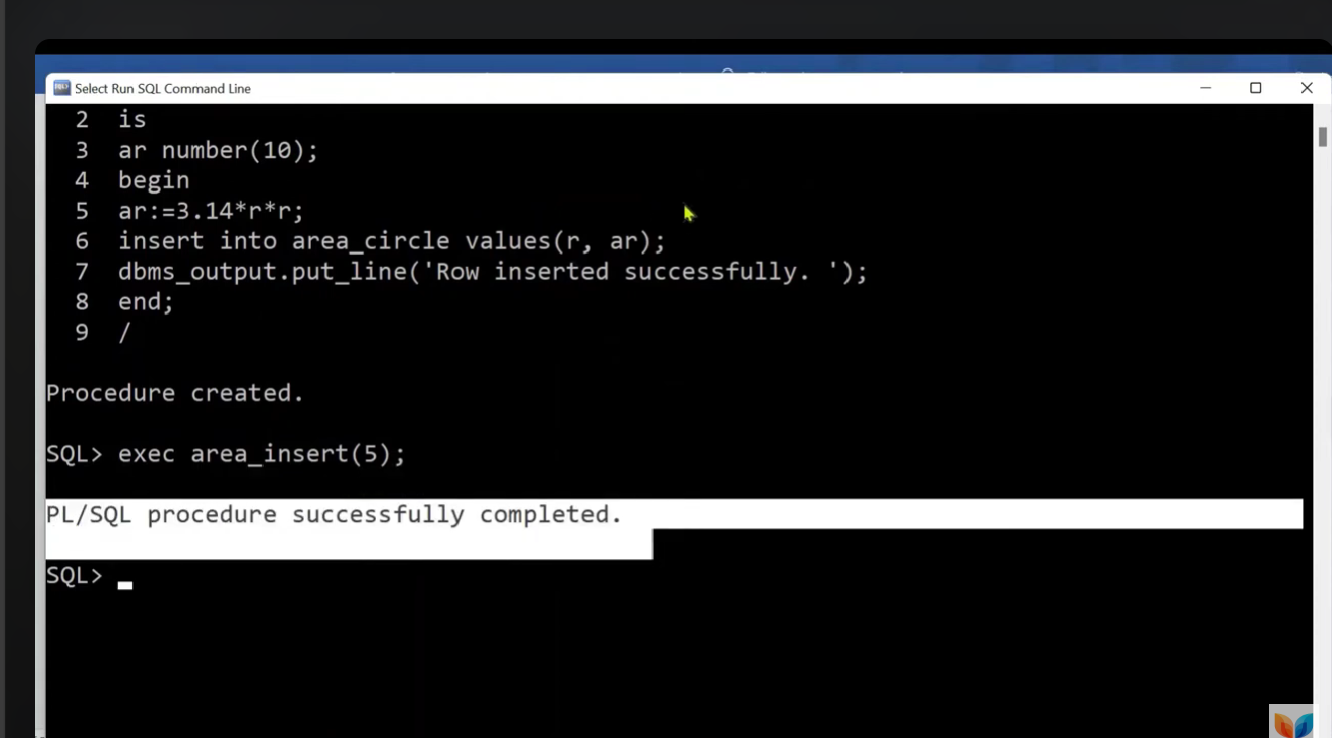 Select Run SQL Command Line
2 is
3 ar number(10);
4 begin
5 ar:=3.14*r*r;
6 insert into area_circle values(r, ar);
7 dbms_output.put_line('Row inserted successfully. ');
8 end;
9 /
Procedure created.
SQL> exec area_insert(5);
PL/SQL procedure successfully completed.
SQL>